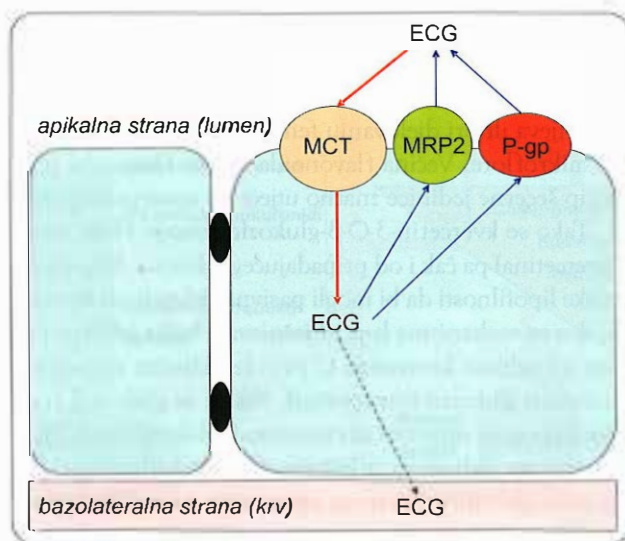 ECG
apikalna strana (lumen)
MCT
MRP2
P-gp
ECG
bazolateralna strana (krv)
ECG